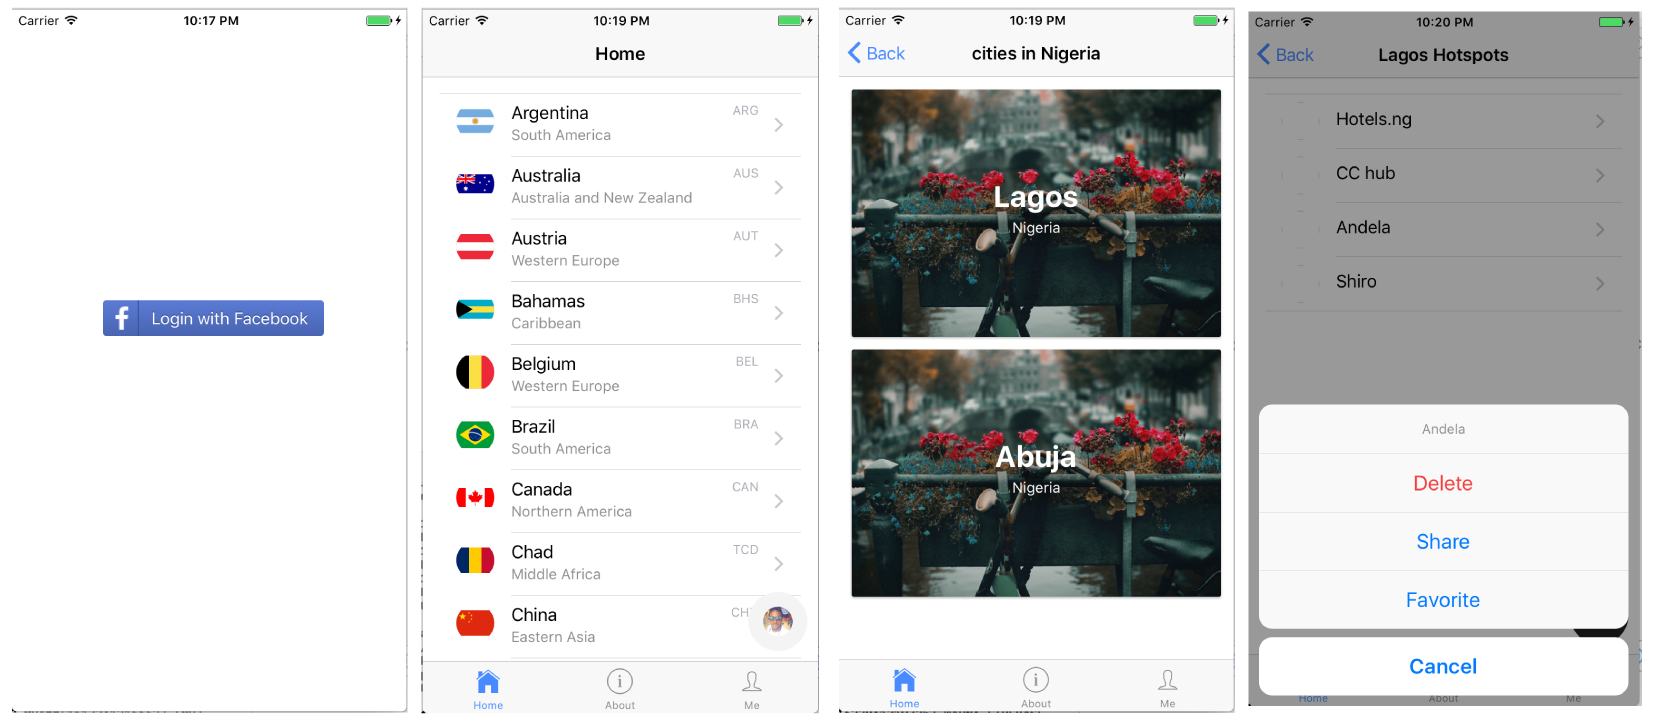 Carrier 10:17 PM
f Login with Facebook
Carrier 10:19 PM
Home
Argentina ARG
South America
Australia AUS
Australia and New Zealand
Austria AUT
Western Europe
Bahamas BHS
Caribbean
Belgium BEL
Western Europe
Brazil BRA
South America
Canada CAN
Northern America
Chad TCD
Middle Africa
China
Eastern Asia
Home About Me
Carrier 10:19 PM
Back cities in Nigeria
Lagos
Nigeria
Abuja
Nigeria
Home About Me
Carrier 10:20 PM
Back Lagos Hotspots
Hotels.ng
CC hub
Andela
Shiro
Andela
Delete
Share
Favorite
Cancel
Home About Me